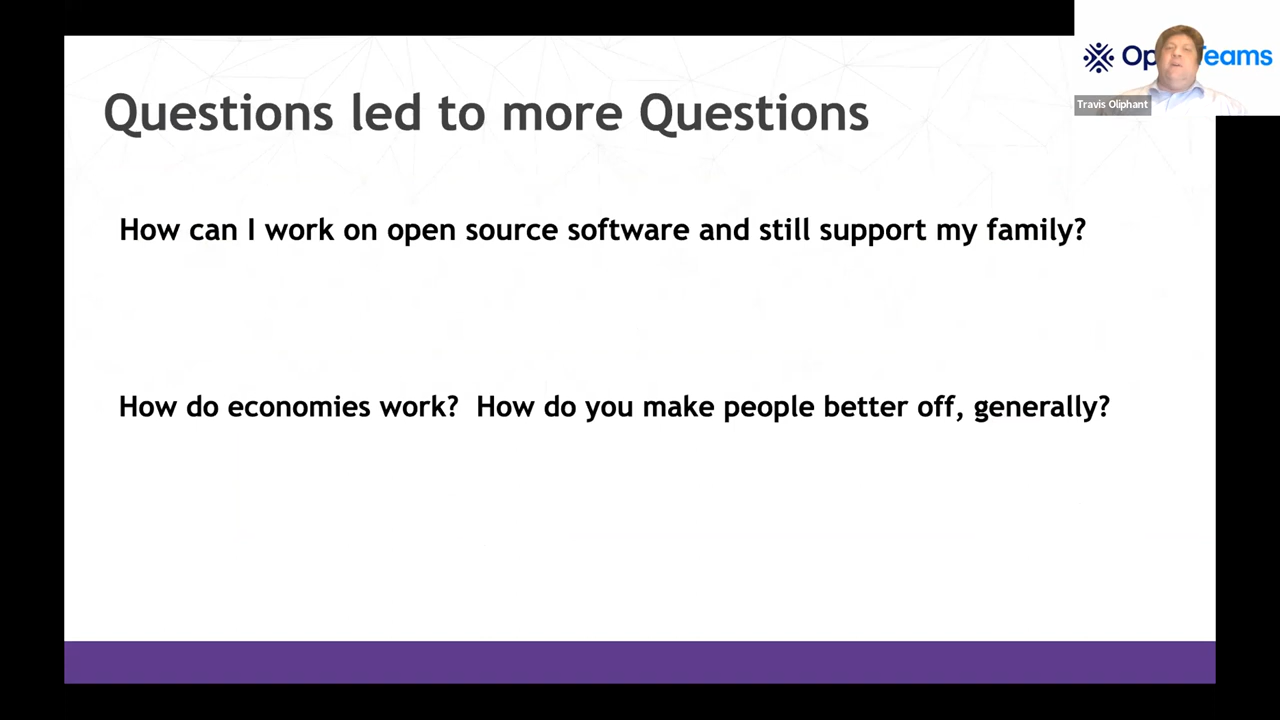 Questions led to more Questions
How can I work on open source software and still support my family?
How do economies work?  How do you make people better off, generally?
Teams
Travis Oliphant